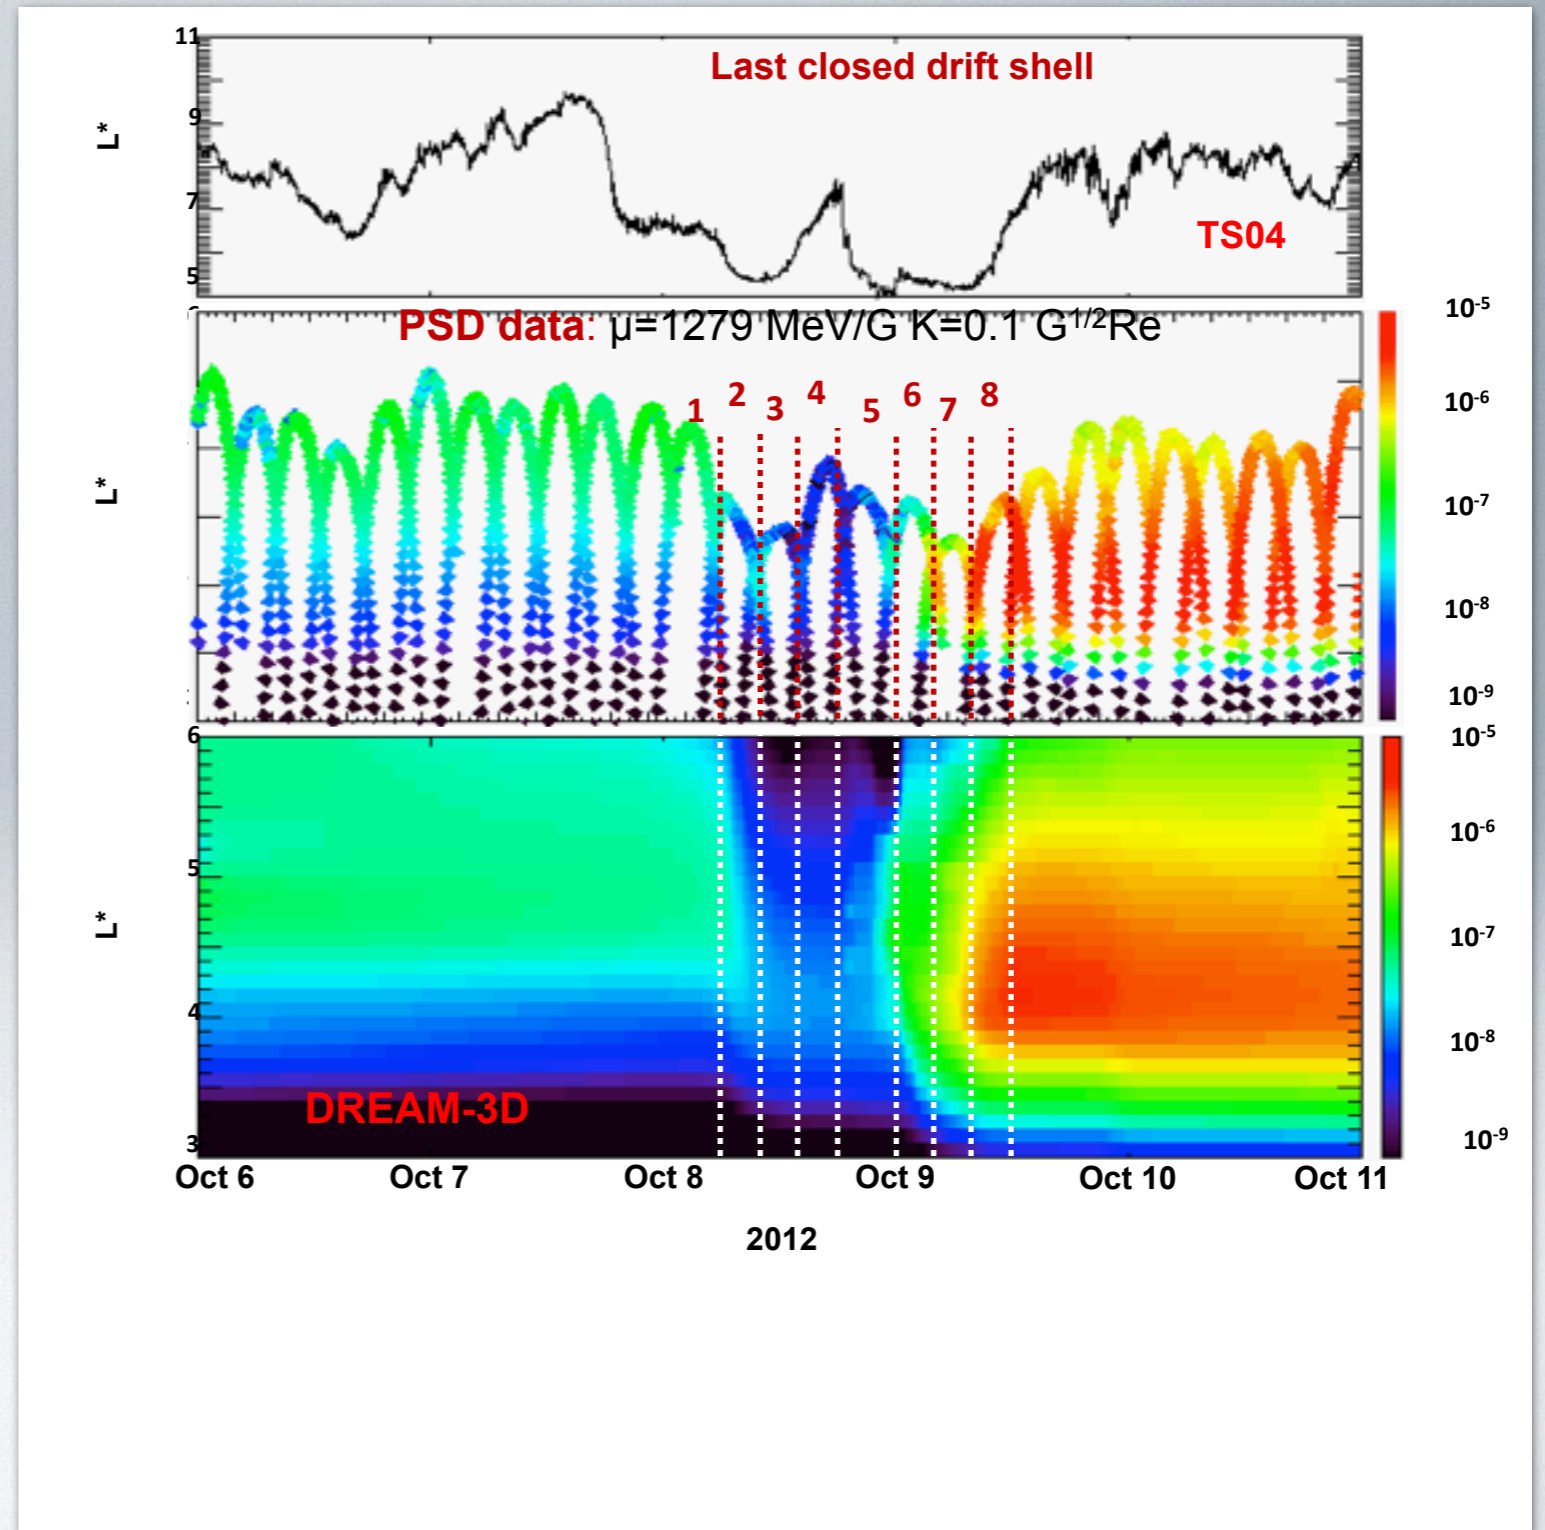 11
Last closed drift shell
9
L*
7
TS04
5
10-5
PSD data: μ=1279 MeV/G K=0.1 G1/2Re
10-6
1 2 3 4 5 6 7 8
L*
10-7
10-8
10-9
6
10-5
10-6
5
L*
10-7
4
10-8
DREAM-3D
3
10-9
Oct 6 Oct 7 Oct 8 Oct 9 Oct 10 Oct 11
2012